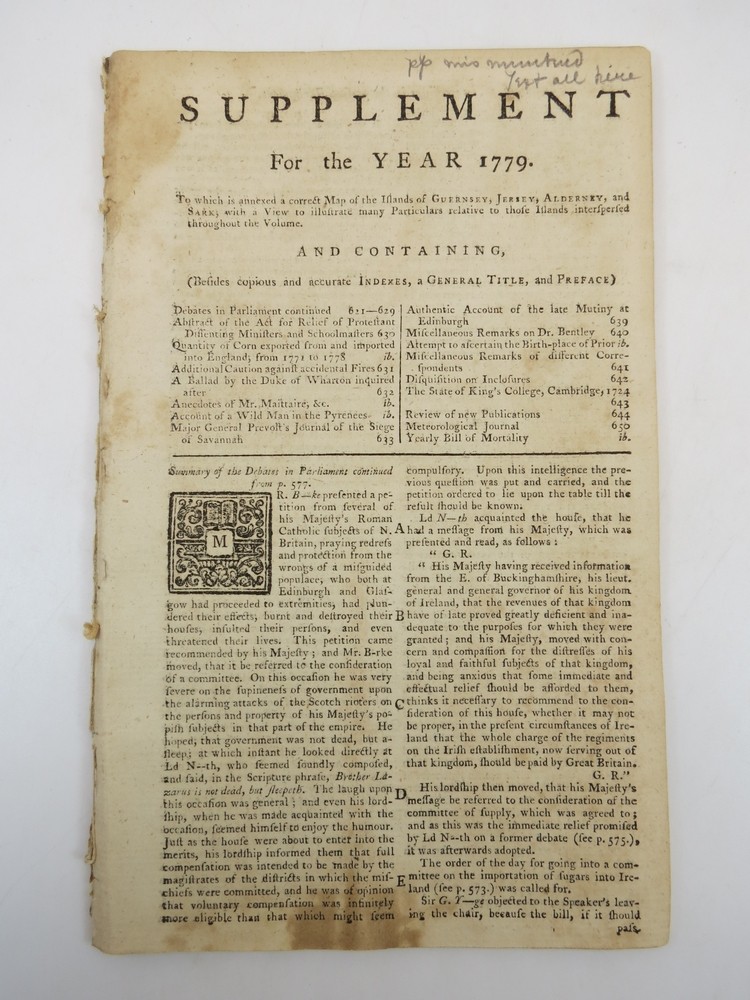 pp mis numbered
Text all here
SUPPLEMENT
For the YEAR 1779.
To which is annexed a correct Map of the Iſlands of GUERNSEY, JERSEY, ALDERNEY, and
SARK; with a View to illuſtrate many Particulars relative to thoſe Iſlands interſperſed
throughout the Volume.
AND CONTAINING,
(Beſides copious and accurate INDEXES, a GENERAL TITLE, and PREFACE)
Debates in Parliament continued 621—629
Abſtract of the Act for Relief of Proteſtant
Diſſenting Miniſters and Schoolmaſters 630
Quantity of Corn exported from and imported
into England; from 1771 to 1778 ib.
Additional Caution againſt accidental Fires 631
A Ballad by the Duke of Wharton inquired
after 632
Anecdotes of Mr. Maittaire, &c. ib.
Account of a Wild Man in the Pyrenees ib.
Major General Prevoſt's Journal of the Siege
of Savannah 633
Authentic Account of the late Mutiny at
Edinburgh 639
Miſcellaneous Remarks on Dr. Bentley 640
Attempt to aſcertain the Birth-place of Prior ib.
Miſcellaneous Remarks of different Corre-
ſpondents 641
Diſquiſition on Incloſures 642
The State of King's College, Cambridge, 1724
643
Review of new Publications 644
Meteorological Journal 650
Yearly Bill of Mortality ib.
Summary of the Debates in Parliament continued
from p. 577.
MR. B—ke preſented a pe-
tition from ſeveral of
his Majeſty's Roman
Catholic ſubjects of N.
Britain, praying redreſs
and protection from the
wrongs of a miſguided
populace, who both at
Edinburgh and Glaſ-
gow had proceeded to extremities, had plun-
dered their effects, burnt and deſtroyed their
houſes, inſulted their perſons, and even
threatened their lives. This petition came
recommended by his Majeſty; and Mr. B-rke
moved, that it be referred to the conſideration
of a committee. On this occaſion he was very
ſevere on the ſupineneſs of government upon
the alarming attacks of the Scotch rioters on
the perſons and property of his Majeſty's po-
piſh ſubjects in that part of the empire. He
hoped, that government was not dead, but a-
ſleep; at which inſtant he looked directly at
Ld N--th, who ſeemed ſoundly compoſed,
and ſaid, in the Scripture phraſe, Brother La-
zarus is not dead, but ſleepeth. The laugh upon
this occaſion was general; and even his lord-
ſhip, when he was made acquainted with the
occaſion, ſeemed himſelf to enjoy the humour.
Juſt as the houſe were about to enter into the
merits, his lordſhip informed them that full
compenſation was intended to be made by the
magiſtrates of the diſtricts in which the miſ-
chiefs were committed, and he was of opinion
that voluntary compenſation was infinitely
more eligible than that which might ſeem
compulſory. Upon this intelligence the pre-
vious queſtion was put and carried, and the
petition ordered to lie upon the table till the
reſult ſhould be known.
Ld N—th acquainted the houſe, that he
A had a meſſage from his Majeſty, which was
preſented and read, as follows:
" G. R.
" His Majeſty having received information
from the E. of Buckinghamſhire, his lieut.
general and general governor of his kingdom
of Ireland, that the revenues of that kingdom
B have of late proved greatly deficient and ina-
dequate to the purpoſes for which they were
granted; and his Majeſty, moved with con-
cern and compaſſion for the diſtreſſes of his
loyal and faithful ſubjects of that kingdom,
and being anxious that ſome immediate and
effectual relief ſhould be afforded to them,
C thinks it neceſſary to recommend to the con-
ſideration of this houſe, whether it may not
be proper, in the preſent circumſtances of Ire-
land that the whole charge of the regiments
on the Iriſh eſtabliſhment, now ſerving out of
that kingdom, ſhould be paid by Great Britain.
G. R."
D His lordſhip then moved, that his Majeſty's
meſſage be referred to the conſideration of the
committee of ſupply, which was agreed to;
and as this was the immediate relief promiſed
by Ld N--th on a former debate (ſee p. 575.),
it was afterwards adopted.
The order of the day for going into a com-
E mittee on the importation of ſugars into Ire-
land (ſee p. 573.) was called for.
Sir G. Y—ge objected to the Speaker's leav-
ing the chair, becauſe the bill, if it ſhould
paſs